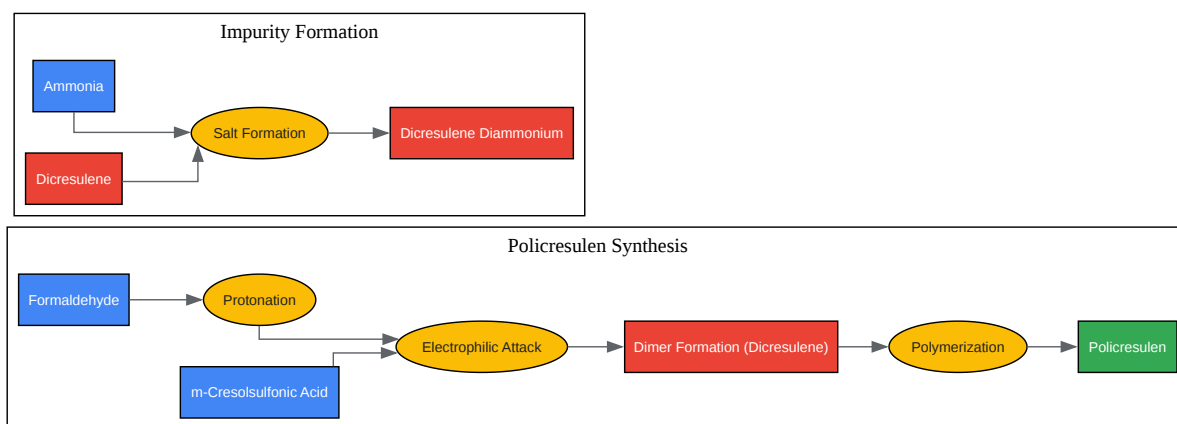 Impurity Formation
Ammonia
Salt Formation
Dicresulene Diammonium
Dicresulene
Policresulen Synthesis
Formaldehyde
Protonation
Electrophilic Attack
Dimer Formation (Dicresulene)
Polymerization
Policresulen
m-Cresolsulfonic Acid